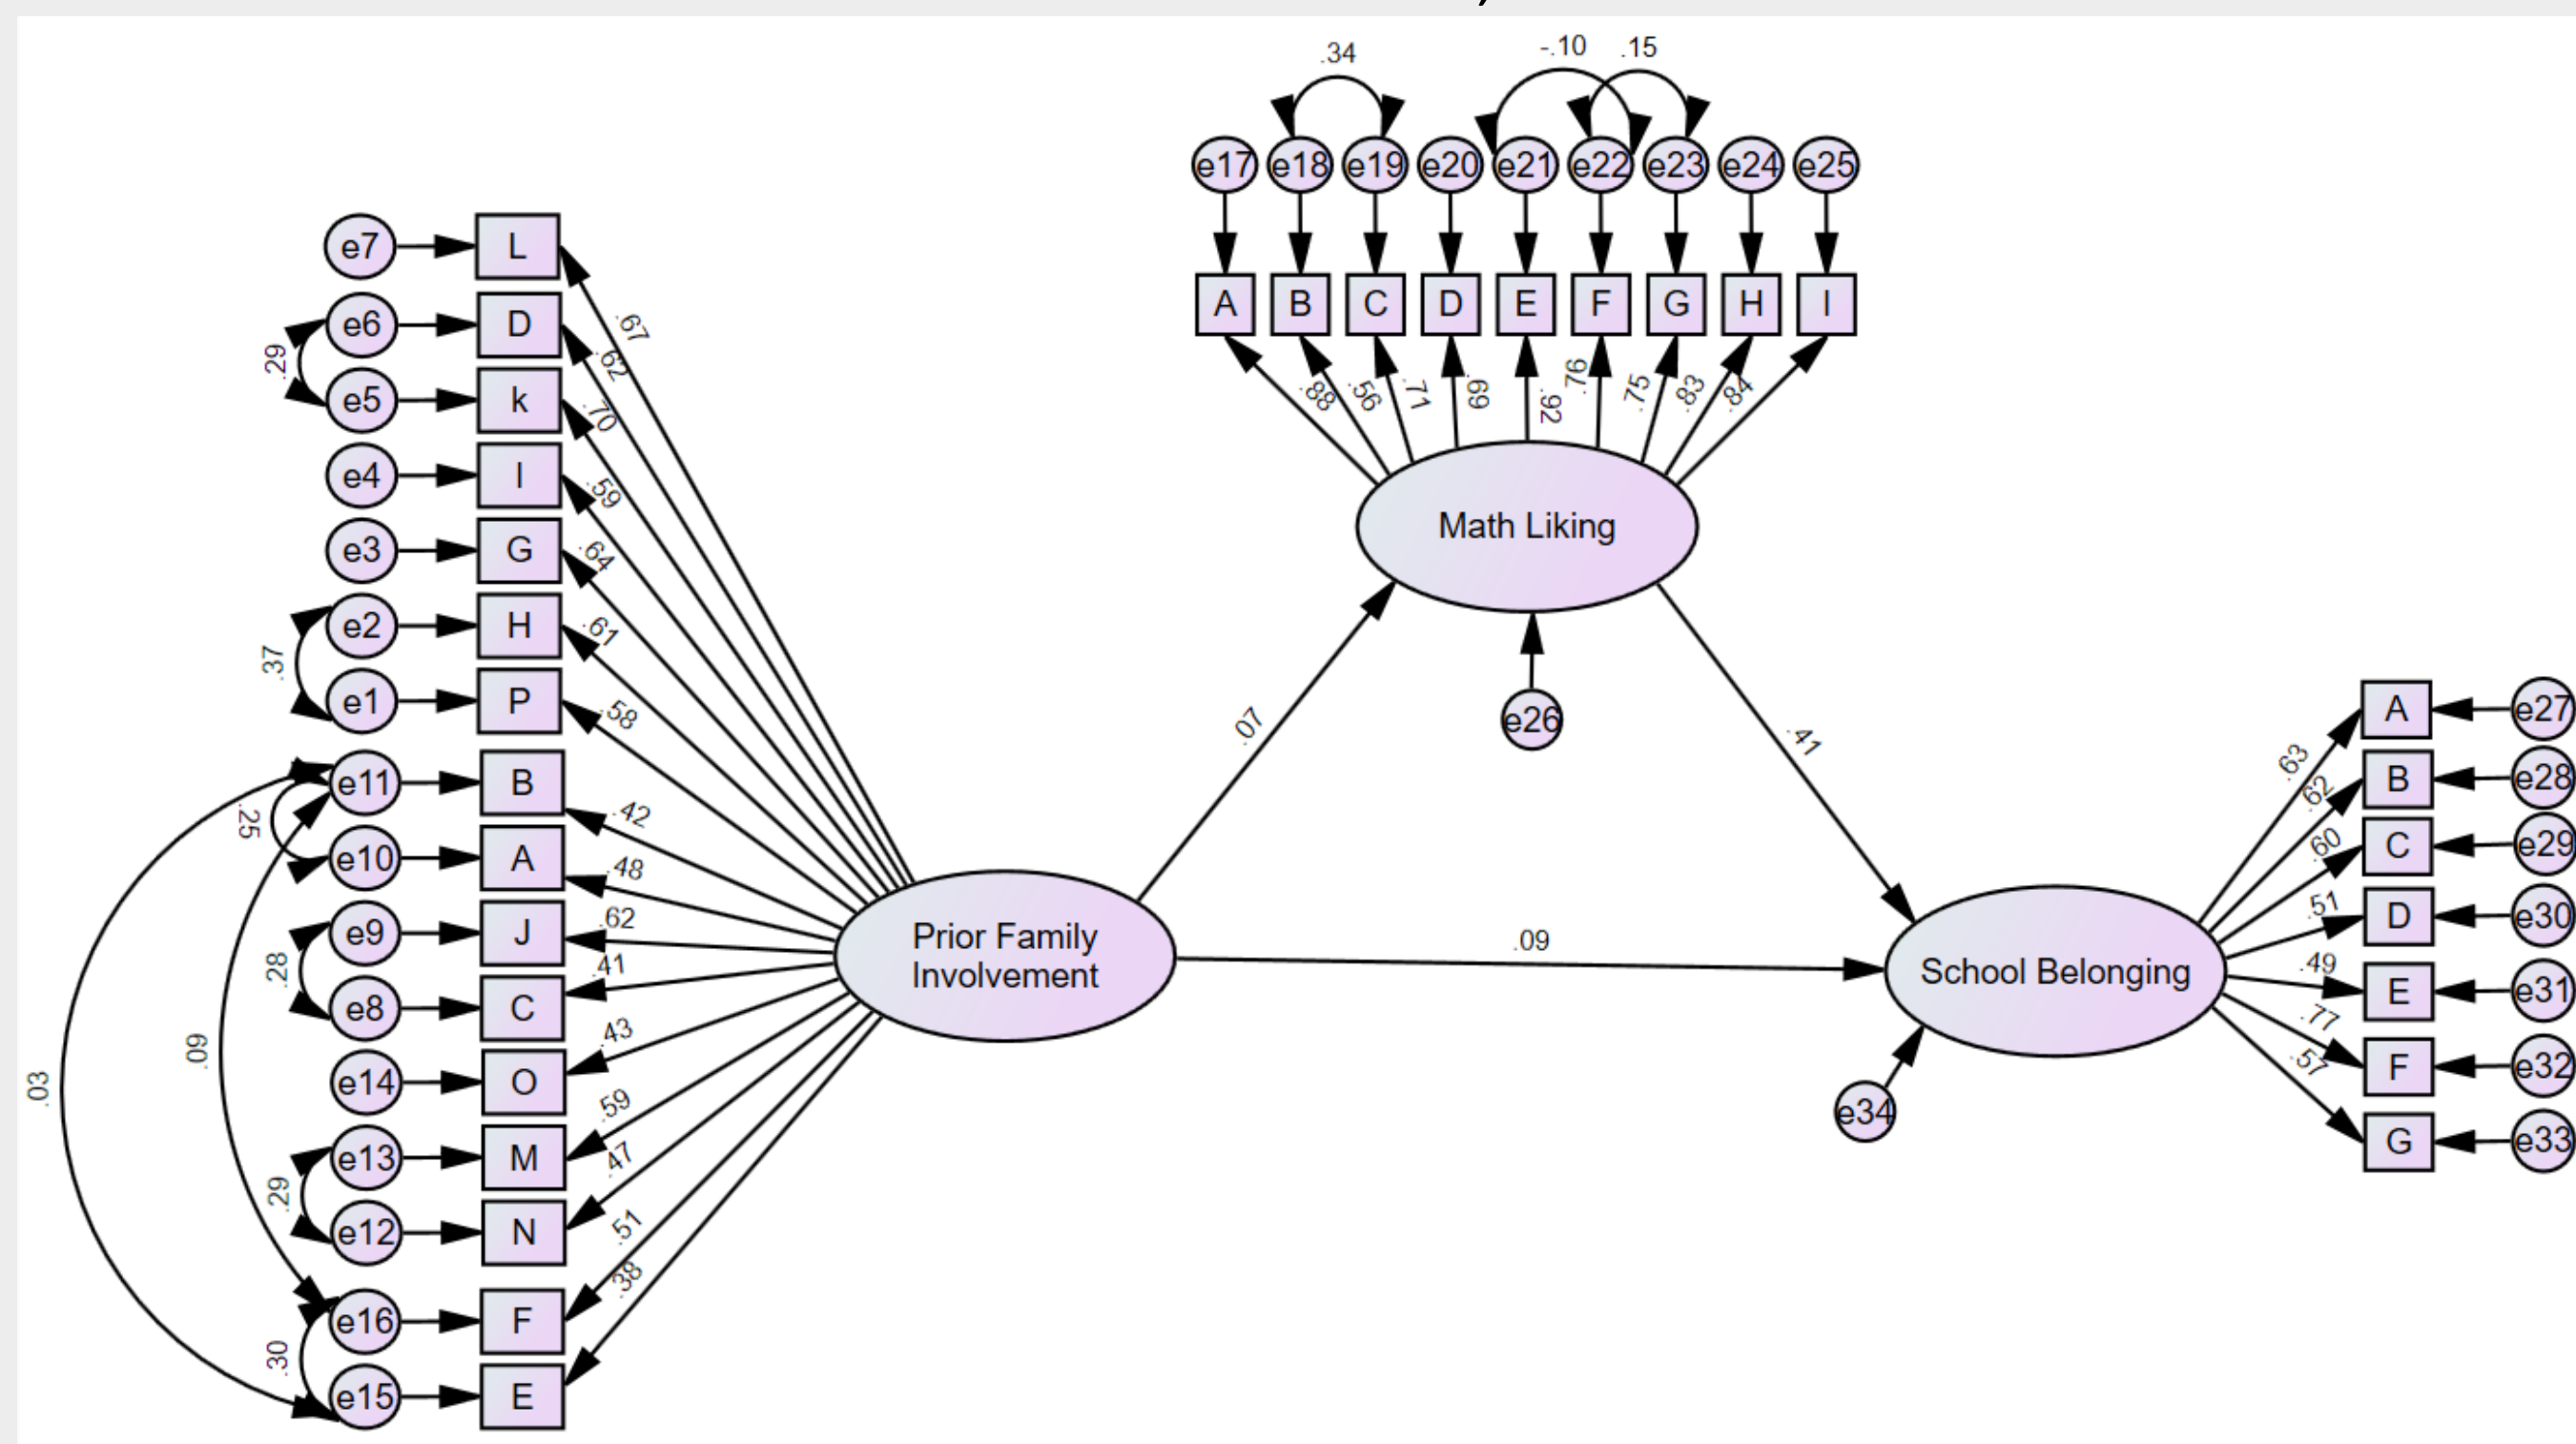 .34
-.10 .15
e17 e18 e19 e20 e21 e22 e23 e24 e25
A B C D E F G H I
.88 .56 .71 .69 .92 .76 .75 .83 .84
Math Liking
e26
e7 L .67
e6 D .62
.29
e5 k .70
e4 I .59
e3 G .64
e2 H .61
.37
e1 P .58
e11 B .42
.25
e10 A .48
e9 J .62
.28
e8 C .41
e14 O .43
e13 M .59
.29
e12 N .47
e16 F .51
.30
e15 E .38
.03
.09
Prior Family
Involvement
.07
.41
.09
School Belonging
e34
.63 A e27
.62 B e28
.60 C e29
.51 D e30
.49 E e31
.77 F e32
.57 G e33